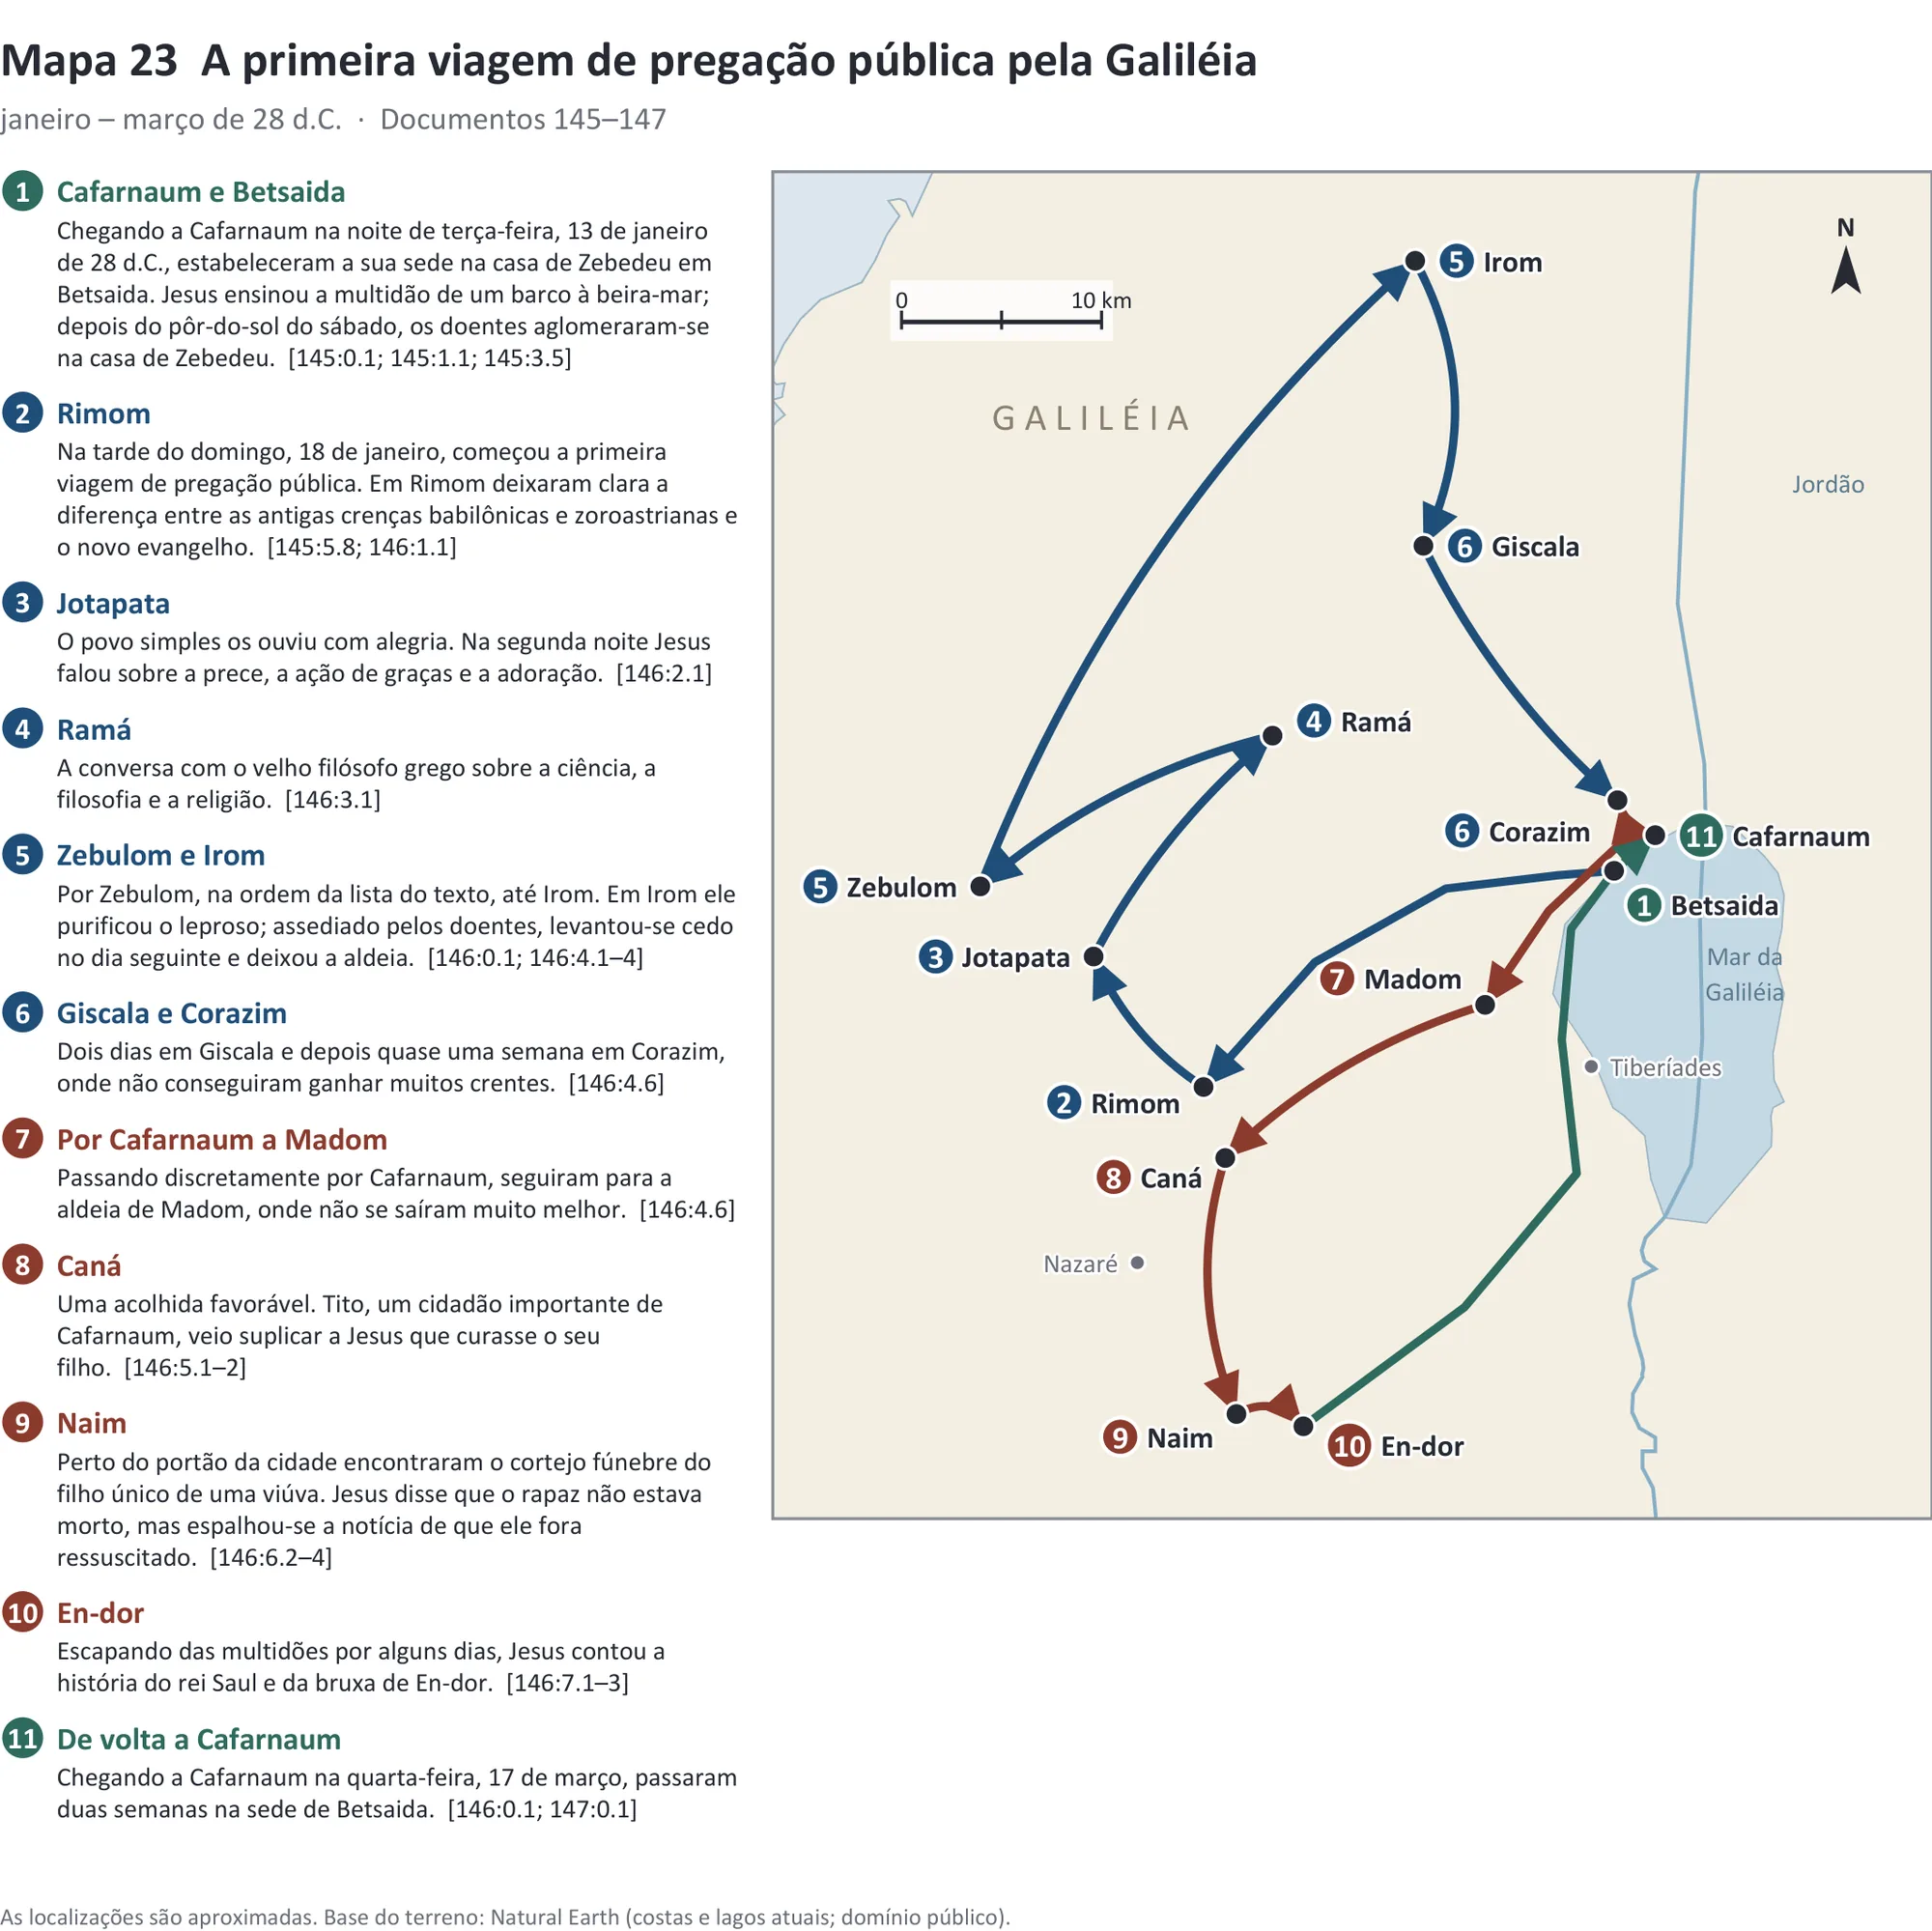 Mapa 23  A primeira viagem de pregação pública pela Galiléia
janeiro – março de 28 d.C.  ·  Documentos 145–147
1 Cafarnaum e Betsaida
Chegando a Cafarnaum na noite de terça-feira, 13 de janeiro
de 28 d.C., estabeleceram a sua sede na casa de Zebedeu em
Betsaida. Jesus ensinou a multidão de um barco à beira-mar;
depois do pôr-do-sol do sábado, os doentes aglomeraram-se
na casa de Zebedeu.  [145:0.1; 145:1.1; 145:3.5]
2 Rimom
Na tarde do domingo, 18 de janeiro, começou a primeira
viagem de pregação pública. Em Rimom deixaram clara a
diferença entre as antigas crenças babilônicas e zoroastrianas e
o novo evangelho.  [145:5.8; 146:1.1]
3 Jotapata
O povo simples os ouviu com alegria. Na segunda noite Jesus
falou sobre a prece, a ação de graças e a adoração.  [146:2.1]
4 Ramá
A conversa com o velho filósofo grego sobre a ciência, a
filosofia e a religião.  [146:3.1]
5 Zebulom e Irom
Por Zebulom, na ordem da lista do texto, até Irom. Em Irom ele
purificou o leproso; assediado pelos doentes, levantou-se cedo
no dia seguinte e deixou a aldeia.  [146:0.1; 146:4.1–4]
6 Giscala e Corazim
Dois dias em Giscala e depois quase uma semana em Corazim,
onde não conseguiram ganhar muitos crentes.  [146:4.6]
7 Por Cafarnaum a Madom
Passando discretamente por Cafarnaum, seguiram para a
aldeia de Madom, onde não se saíram muito melhor.  [146:4.6]
8 Caná
Uma acolhida favorável. Tito, um cidadão importante de
Cafarnaum, veio suplicar a Jesus que curasse o seu
filho.  [146:5.1–2]
9 Naim
Perto do portão da cidade encontraram o cortejo fúnebre do
filho único de uma viúva. Jesus disse que o rapaz não estava
morto, mas espalhou-se a notícia de que ele fora
ressuscitado.  [146:6.2–4]
10 En-dor
Escapando das multidões por alguns dias, Jesus contou a
história do rei Saul e da bruxa de En-dor.  [146:7.1–3]
11 De volta a Cafarnaum
Chegando a Cafarnaum na quarta-feira, 17 de março, passaram
duas semanas na sede de Betsaida.  [146:0.1; 147:0.1]
N
5 Irom
0 10 km
GALILÉIA
Jordão
6 Giscala
4 Ramá
6 Corazim
11 Cafarnaum
5 Zebulom
1 Betsaida
3 Jotapata
Mar da
Galiléia
7 Madom
Tiberíades
2 Rimom
8 Caná
Nazaré
9 Naim
10 En-dor
As localizações são aproximadas. Base do terreno: Natural Earth (costas e lagos atuais; domínio público).